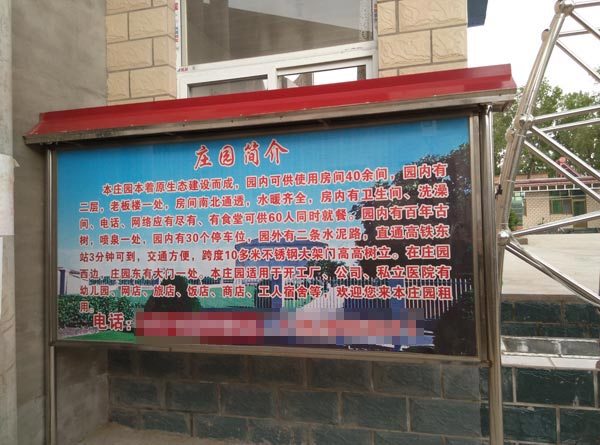 庄园简介
本庄园本着原生态建设而成，园内可供使用房间40余间，园内有
二层，老板楼一处，房间南北通透，水暖齐全，房内有卫生间、洗澡
间、电话、网络应有尽有、有食堂可供60人同时就餐。园内有百年古
树，喷泉一处，园内有30个停车位，园外有二条水泥路，直通高铁东
站3分钟可到，交通方便，跨度10多米不锈钢大架门高高树立。在庄园
西边，庄园东有大门一处。本庄园适用于开工厂、公司、私立医院有
幼儿园、网店、旅店、饭店、商店、工人宿舍等，欢迎您来本庄园租
用。
电话：